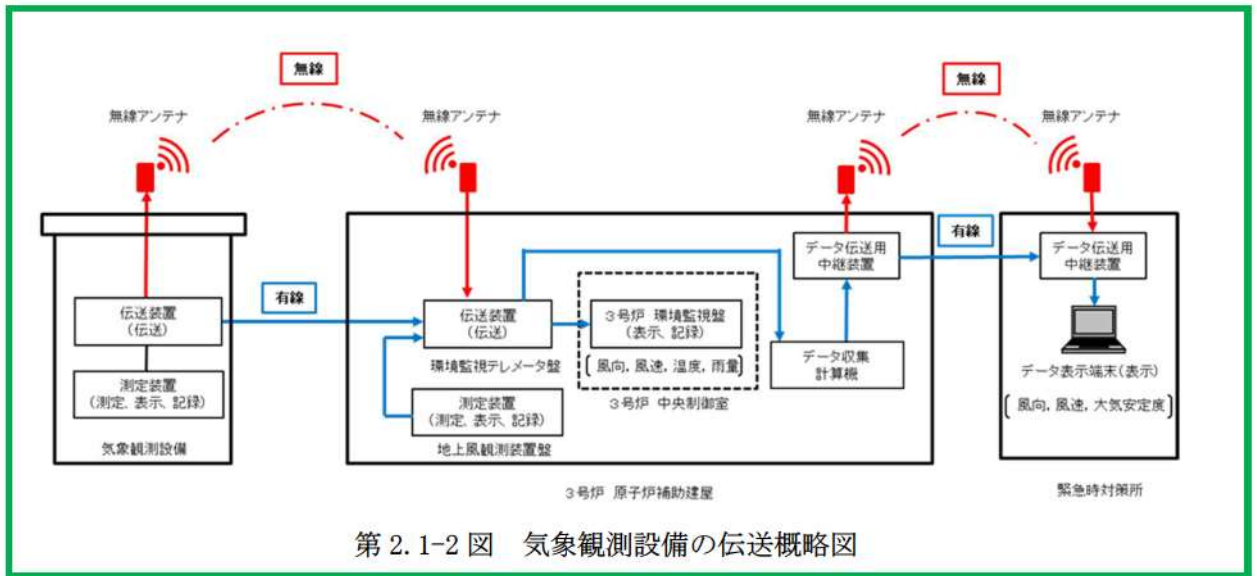 無線
無線
無線アンテナ
無線アンテナ
無線アンテナ
無線アンテナ
伝送装置
(伝送)
測定装置
(測定、表示、記録)
気象観測設備
有線
伝送装置
(伝送)
環境監視テレメータ盤
測定装置
(測定、表示、記録)
地上風観測装置盤
3号炉 環境監視盤
(表示、記録)
[風向,風速,温度,雨量]
3号炉 中央制御室
データ伝送用
中継装置
データ収集
計算機
3号炉 原子炉補助建屋
有線
データ伝送用
中継装置
データ表示端末(表示)
[風向,風速,大気安定度]
緊急時対策所
第2.1-2図 気象観測設備の伝送概略図